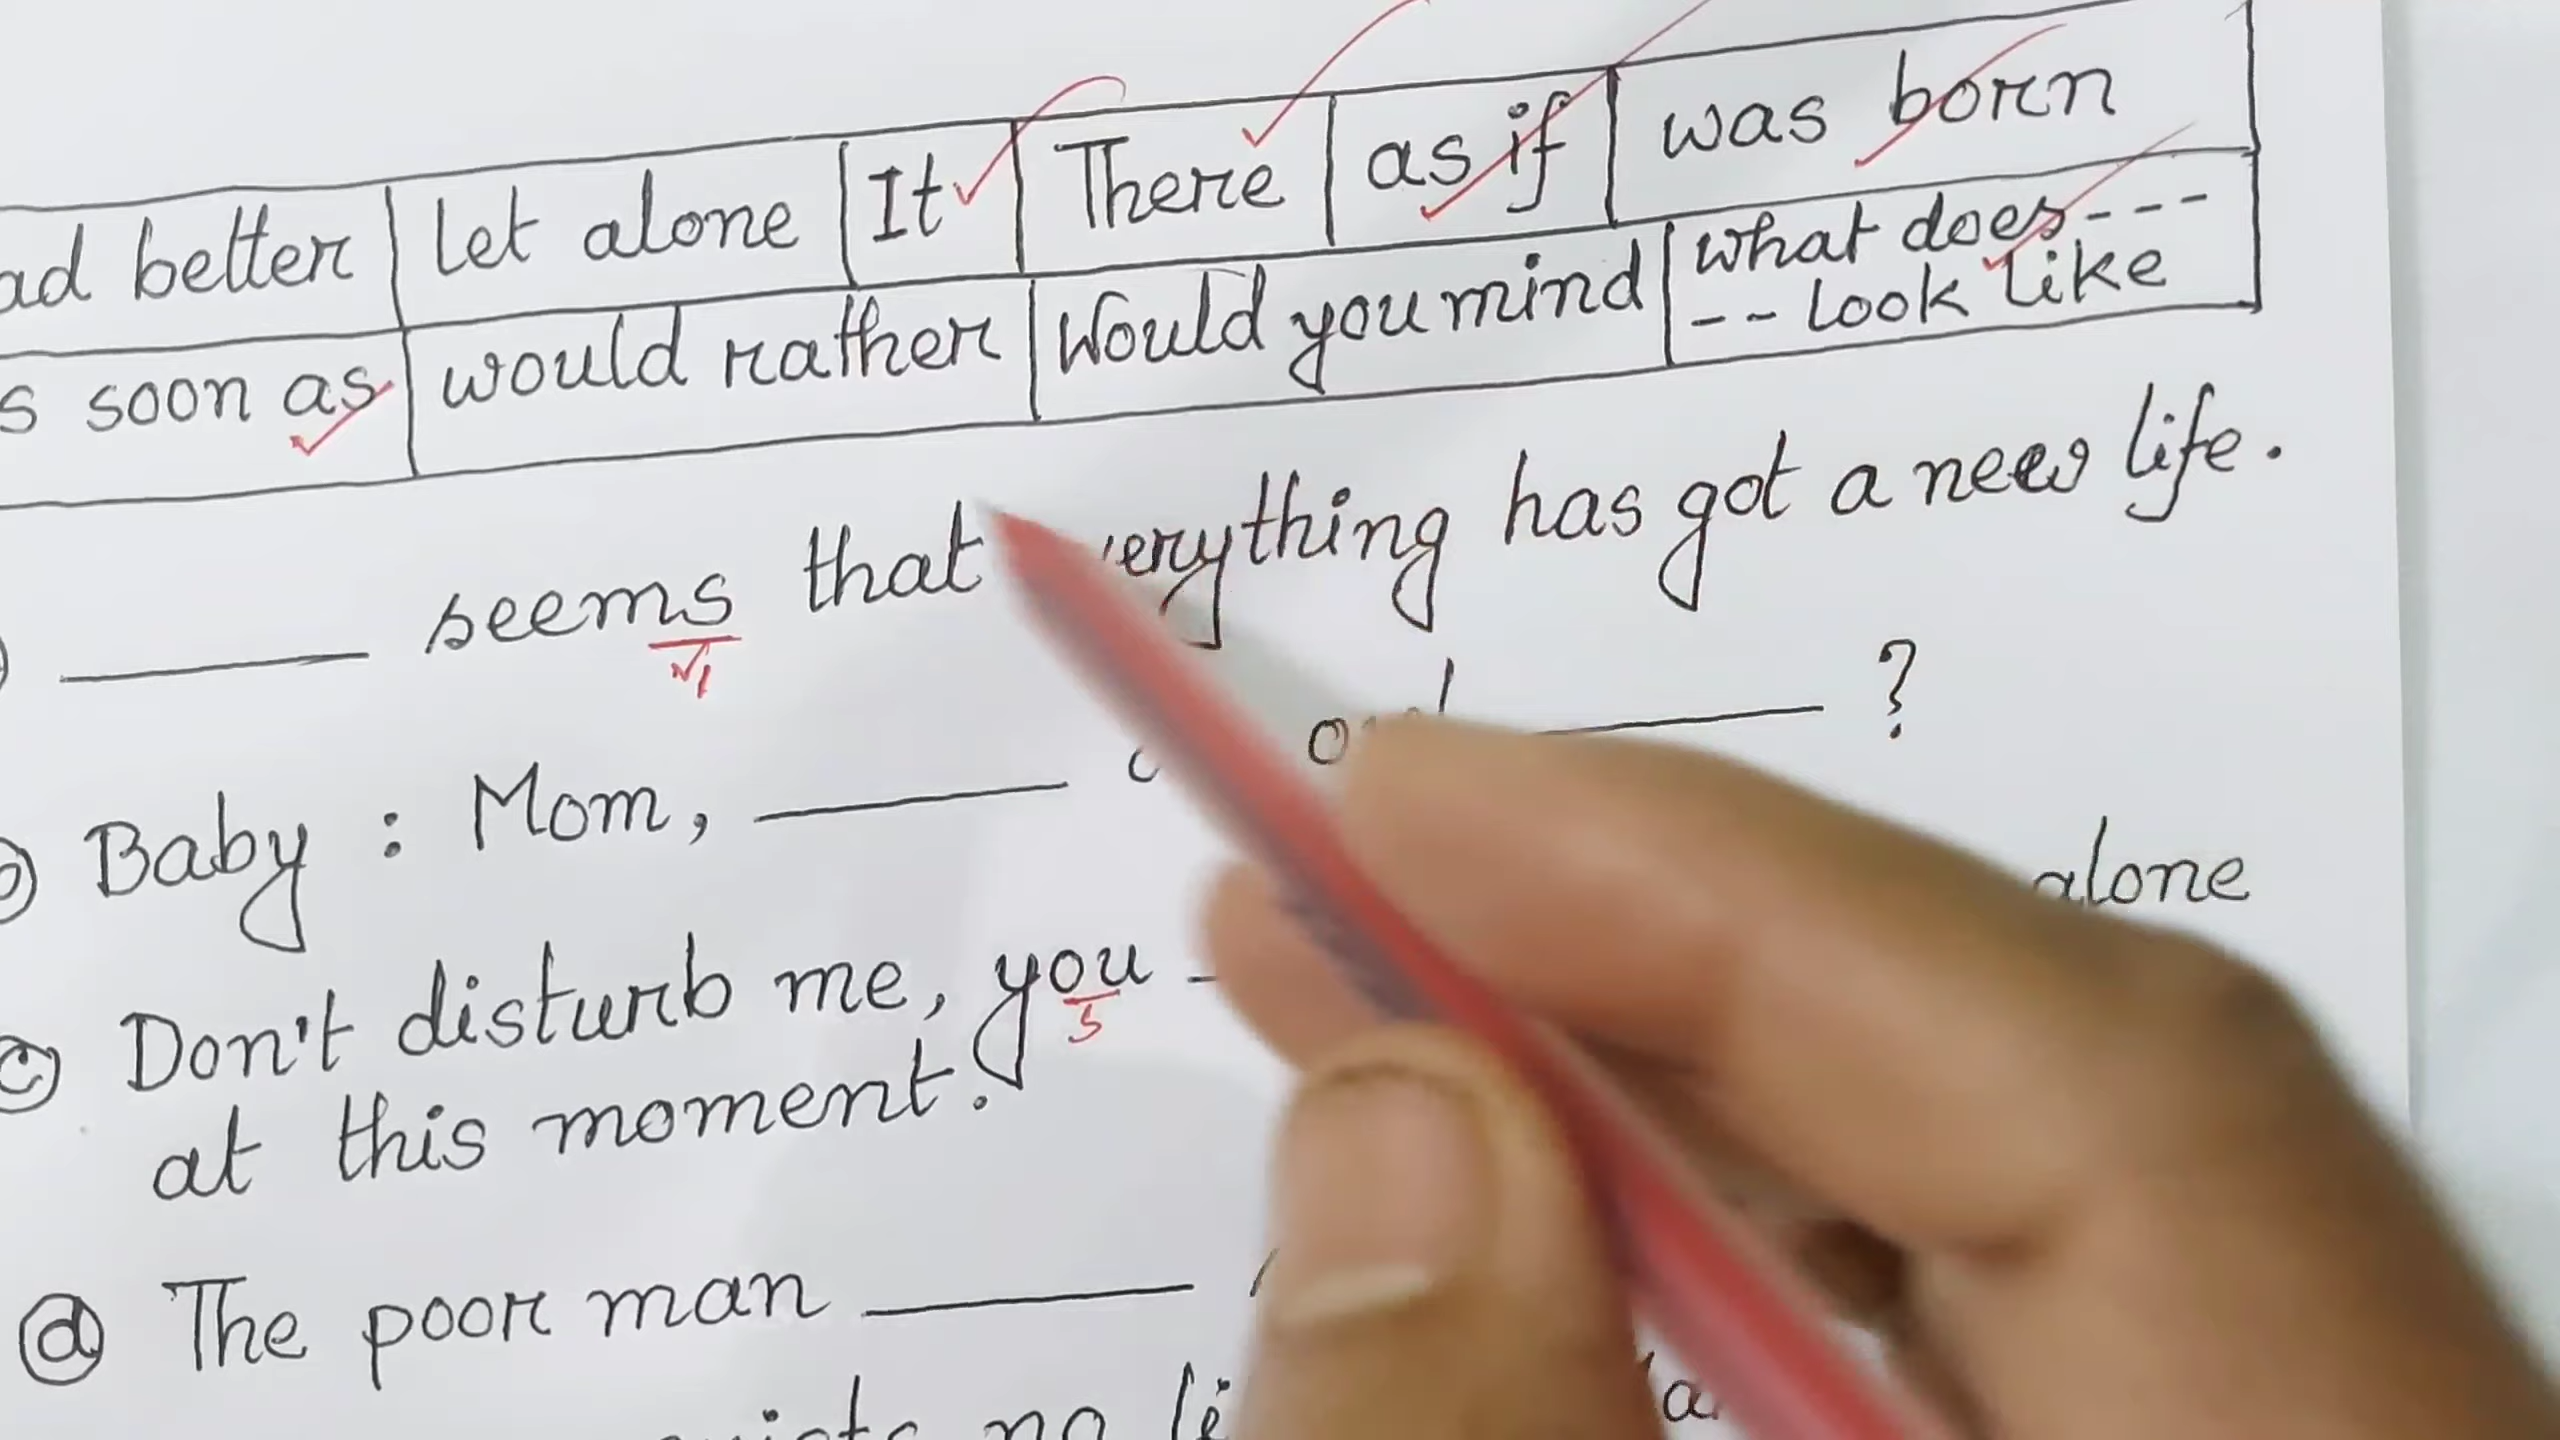 better | let alone | It | There | as if | was born
soon as | would rather | Would you mind | what does---
-- look like
seems that has got a new life.
v1
Baby : Mom, ?
alone
Don't disturb me, you
s
at this moment.
ⓓ The poor man
no